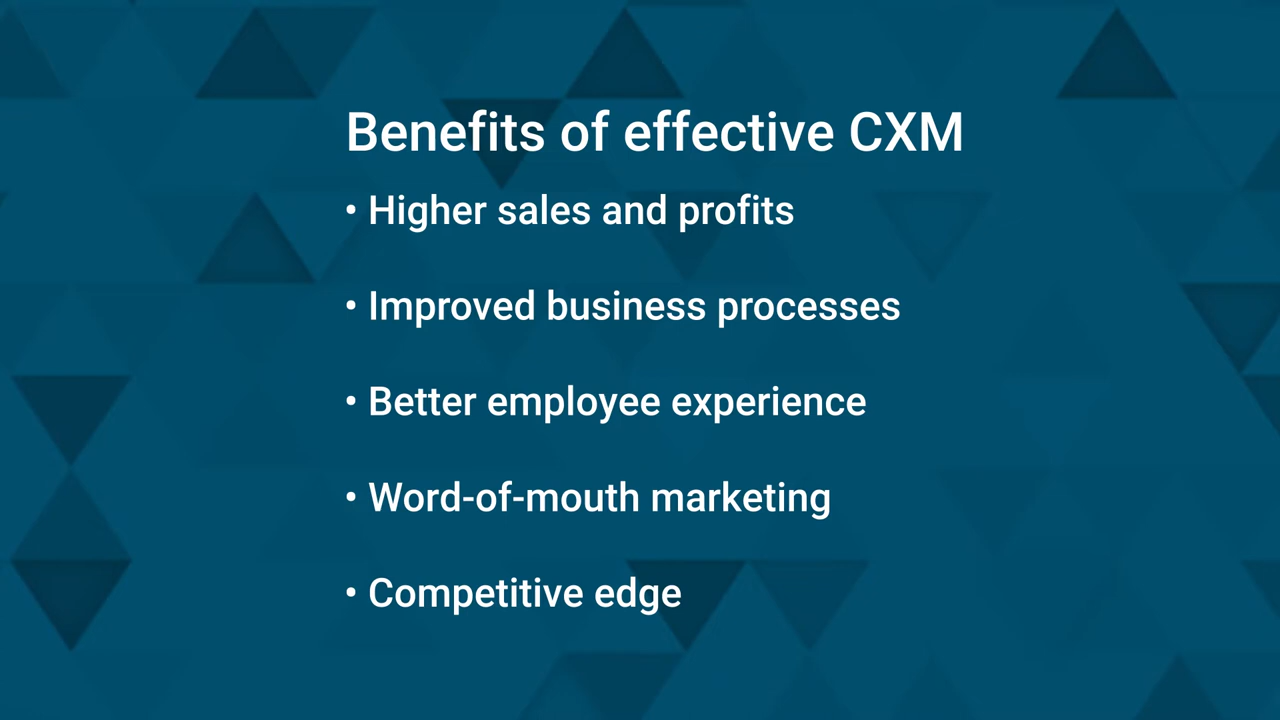 Benefits of effective CXM
• Higher sales and profits
• Improved business processes
• Better employee experience
• Word-of-mouth marketing
• Competitive edge